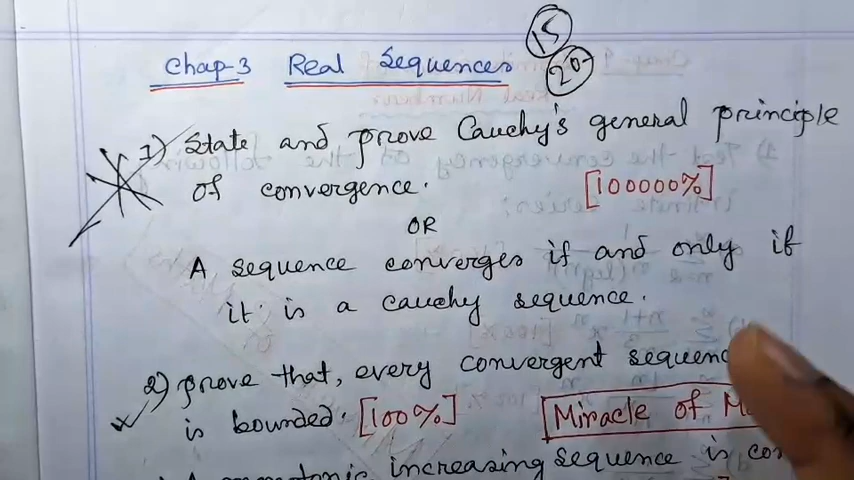 Chap-3 Real Sequences
15
20
1) State and prove Cauchy's general principle
of convergence. [100000%]
OR
A sequence converges if and only if
it is a cauchy sequence.
2) prove that, every convergent
is bounded. [100%] Miracle of
increasing sequence is